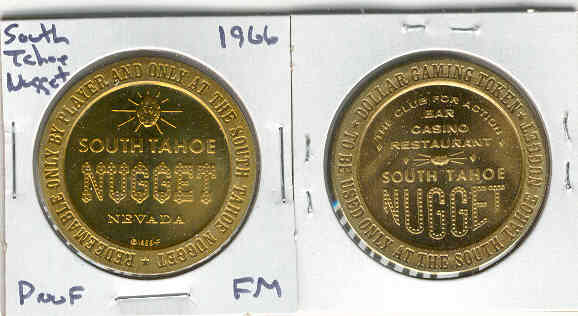 South
Tahoe
Nugget
1966
REDEEMABLE ONLY BY PLAYER AND ONLY AT THE SOUTH TAHOE NUGGET
SOUTH TAHOE
NUGGET
NEVADA
© 1966-F
Proof
FM
DOLLAR GAMING TOKEN
TO BE USED ONLY AT THE SOUTH TAHOE NUGGET
THE CLUB FOR ACTION
BAR
CASINO
RESTAURANT
SOUTH TAHOE
NUGGET